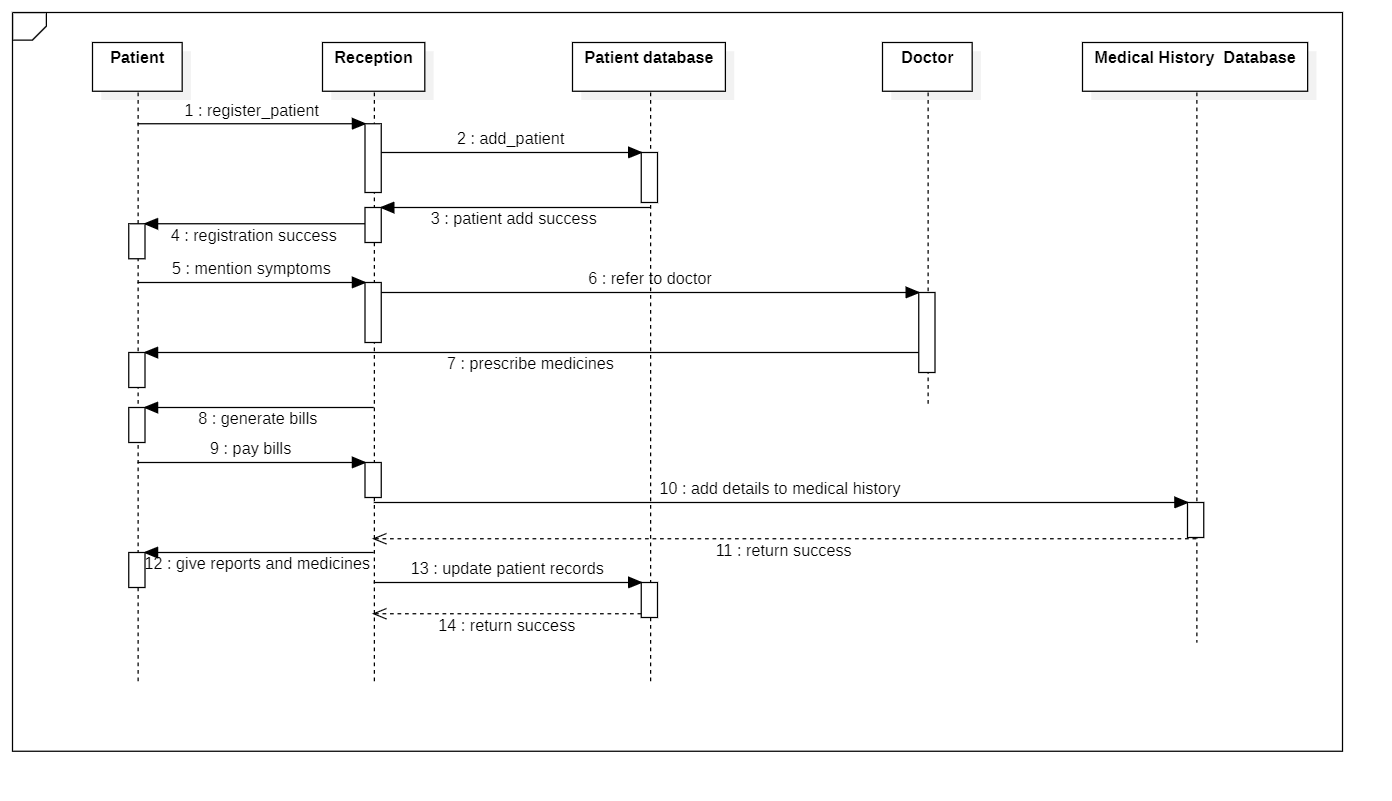 Patient
Reception
Patient database
Doctor
Medical History  Database
1 : register_patient
2 : add_patient
3 : patient add success
4 : registration success
5 : mention symptoms
6 : refer to doctor
7 : prescribe medicines
8 : generate bills
9 : pay bills
10 : add details to medical history
11 : return success
12 : give reports and medicines
13 : update patient records
14 : return success